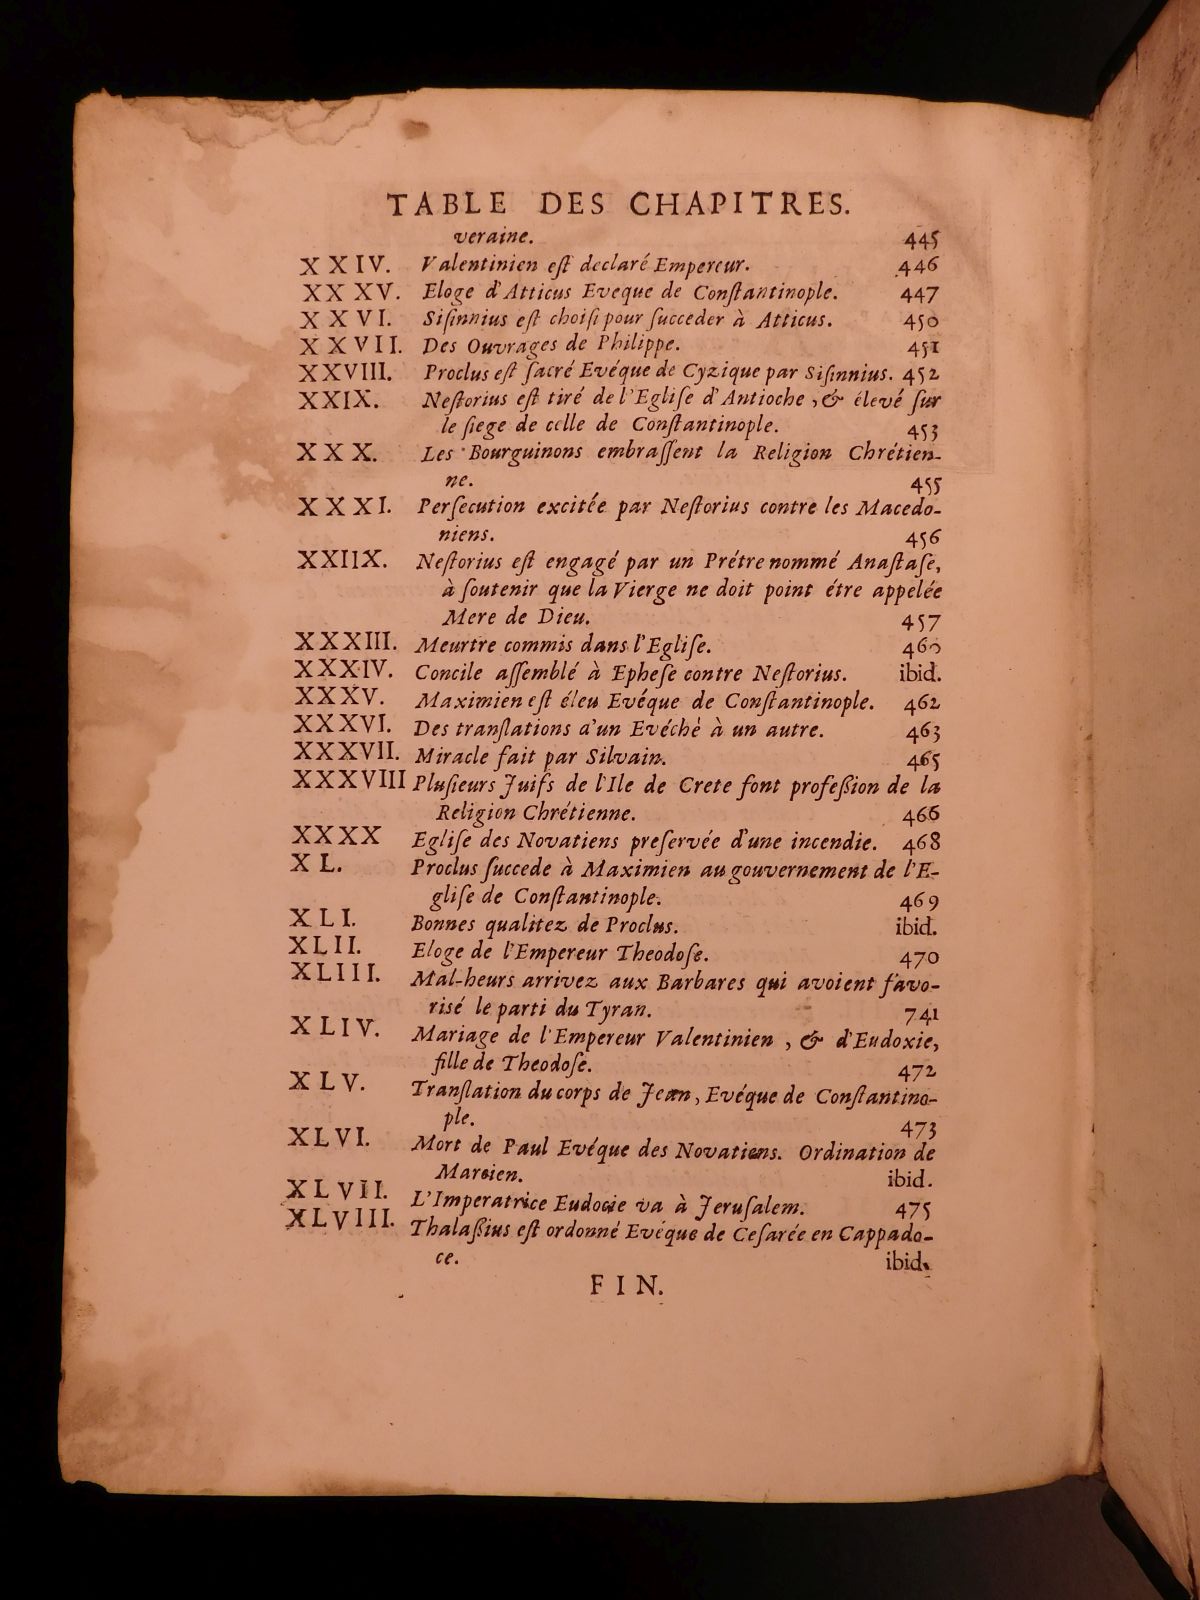 TABLE DES CHAPITRES.
veraine. 445
XXIV. Valentinien eſt declaré Empereur. 446
XXXV. Eloge d'Atticus Eveque de Conſtantinople. 447
XXVI. Siſinnius eſt choiſi pour ſucceder à Atticus. 450
XXVII. Des Ouvrages de Philippe. 451
XXVIII. Proclus eſt ſacré Evéque de Cyzique par Siſinnius. 452
XXIX. Neſtorius eſt tiré de l'Egliſe d'Antioche, & élevé ſur
le ſiege de celle de Conſtantinople. 453
XXX. Les Bourguinons embraſſent la Religion Chrétien-
ne. 455
XXXI. Perſecution excitée par Neſtorius contre les Macedo-
niens. 456
XXIIX. Neſtorius eſt engagé par un Prétre nommé Anaſtaſe,
à ſoutenir que la Vierge ne doit point étre appelée
Mere de Dieu. 457
XXXIII. Meurtre commis dans l'Egliſe. 460
XXXIV. Concile aſſemblé à Epheſe contre Neſtorius. ibid.
XXXV. Maximien eſt éleu Evéque de Conſtantinople. 462
XXXVI. Des tranſlations d'un Evéché à un autre. 463
XXXVII. Miracle fait par Silvain. 465
XXXVIII Pluſieurs Juifs de l'Ile de Crete font profeßion de la
Religion Chrétienne. 466
XXXX Egliſe des Novatiens preſervée d'une incendie. 468
XL. Proclus ſuccede à Maximien au gouvernement de l'E-
gliſe de Conſtantinople. 469
XLI. Bonnes qualitez de Proclus. ibid.
XLII. Eloge de l'Empereur Theodoſe. 470
XLIII. Mal-heurs arrivez aux Barbares qui avoient favo-
risé le parti du Tyran. 741
XLIV. Mariage de l'Empereur Valentinien, & d'Eudoxie,
fille de Theodoſe. 472
XLV. Tranſlation du corps de Jean, Evéque de Conſtantino-
ple. 473
XLVI. Mort de Paul Evéque des Novatiens. Ordination de
Marcien. ibid.
XLVII. L'Imperatrice Eudocie va à Jeruſalem. 475
XLVIII. Thalaßius eſt ordonné Evéque de Ceſarée en Cappado-
ce. ibid.
FIN.